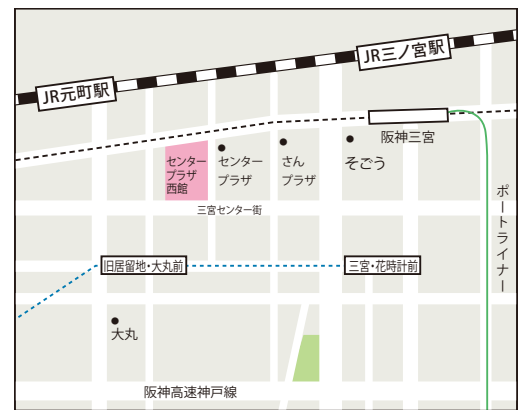 JR三ノ宮駅
JR元町駅
阪神三宮
センター
プラザ
西館
センター
プラザ
さん
プラザ
そごう
三宮センター街
ポートライナー
旧居留地・大丸前
三宮・花時計前
大丸
阪神高速神戸線